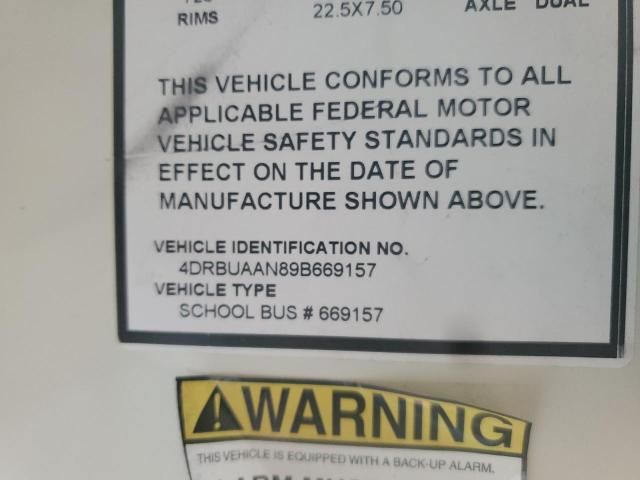 RIMS 22.5X7.50 AXLE DUAL
THIS VEHICLE CONFORMS TO ALL
APPLICABLE FEDERAL MOTOR
VEHICLE SAFETY STANDARDS IN
EFFECT ON THE DATE OF
MANUFACTURE SHOWN ABOVE.
VEHICLE IDENTIFICATION NO.
4DRBUAAN89B669157
VEHICLE TYPE
SCHOOL BUS # 669157
WARNING
THIS VEHICLE IS EQUIPPED WITH A BACK-UP ALARM.